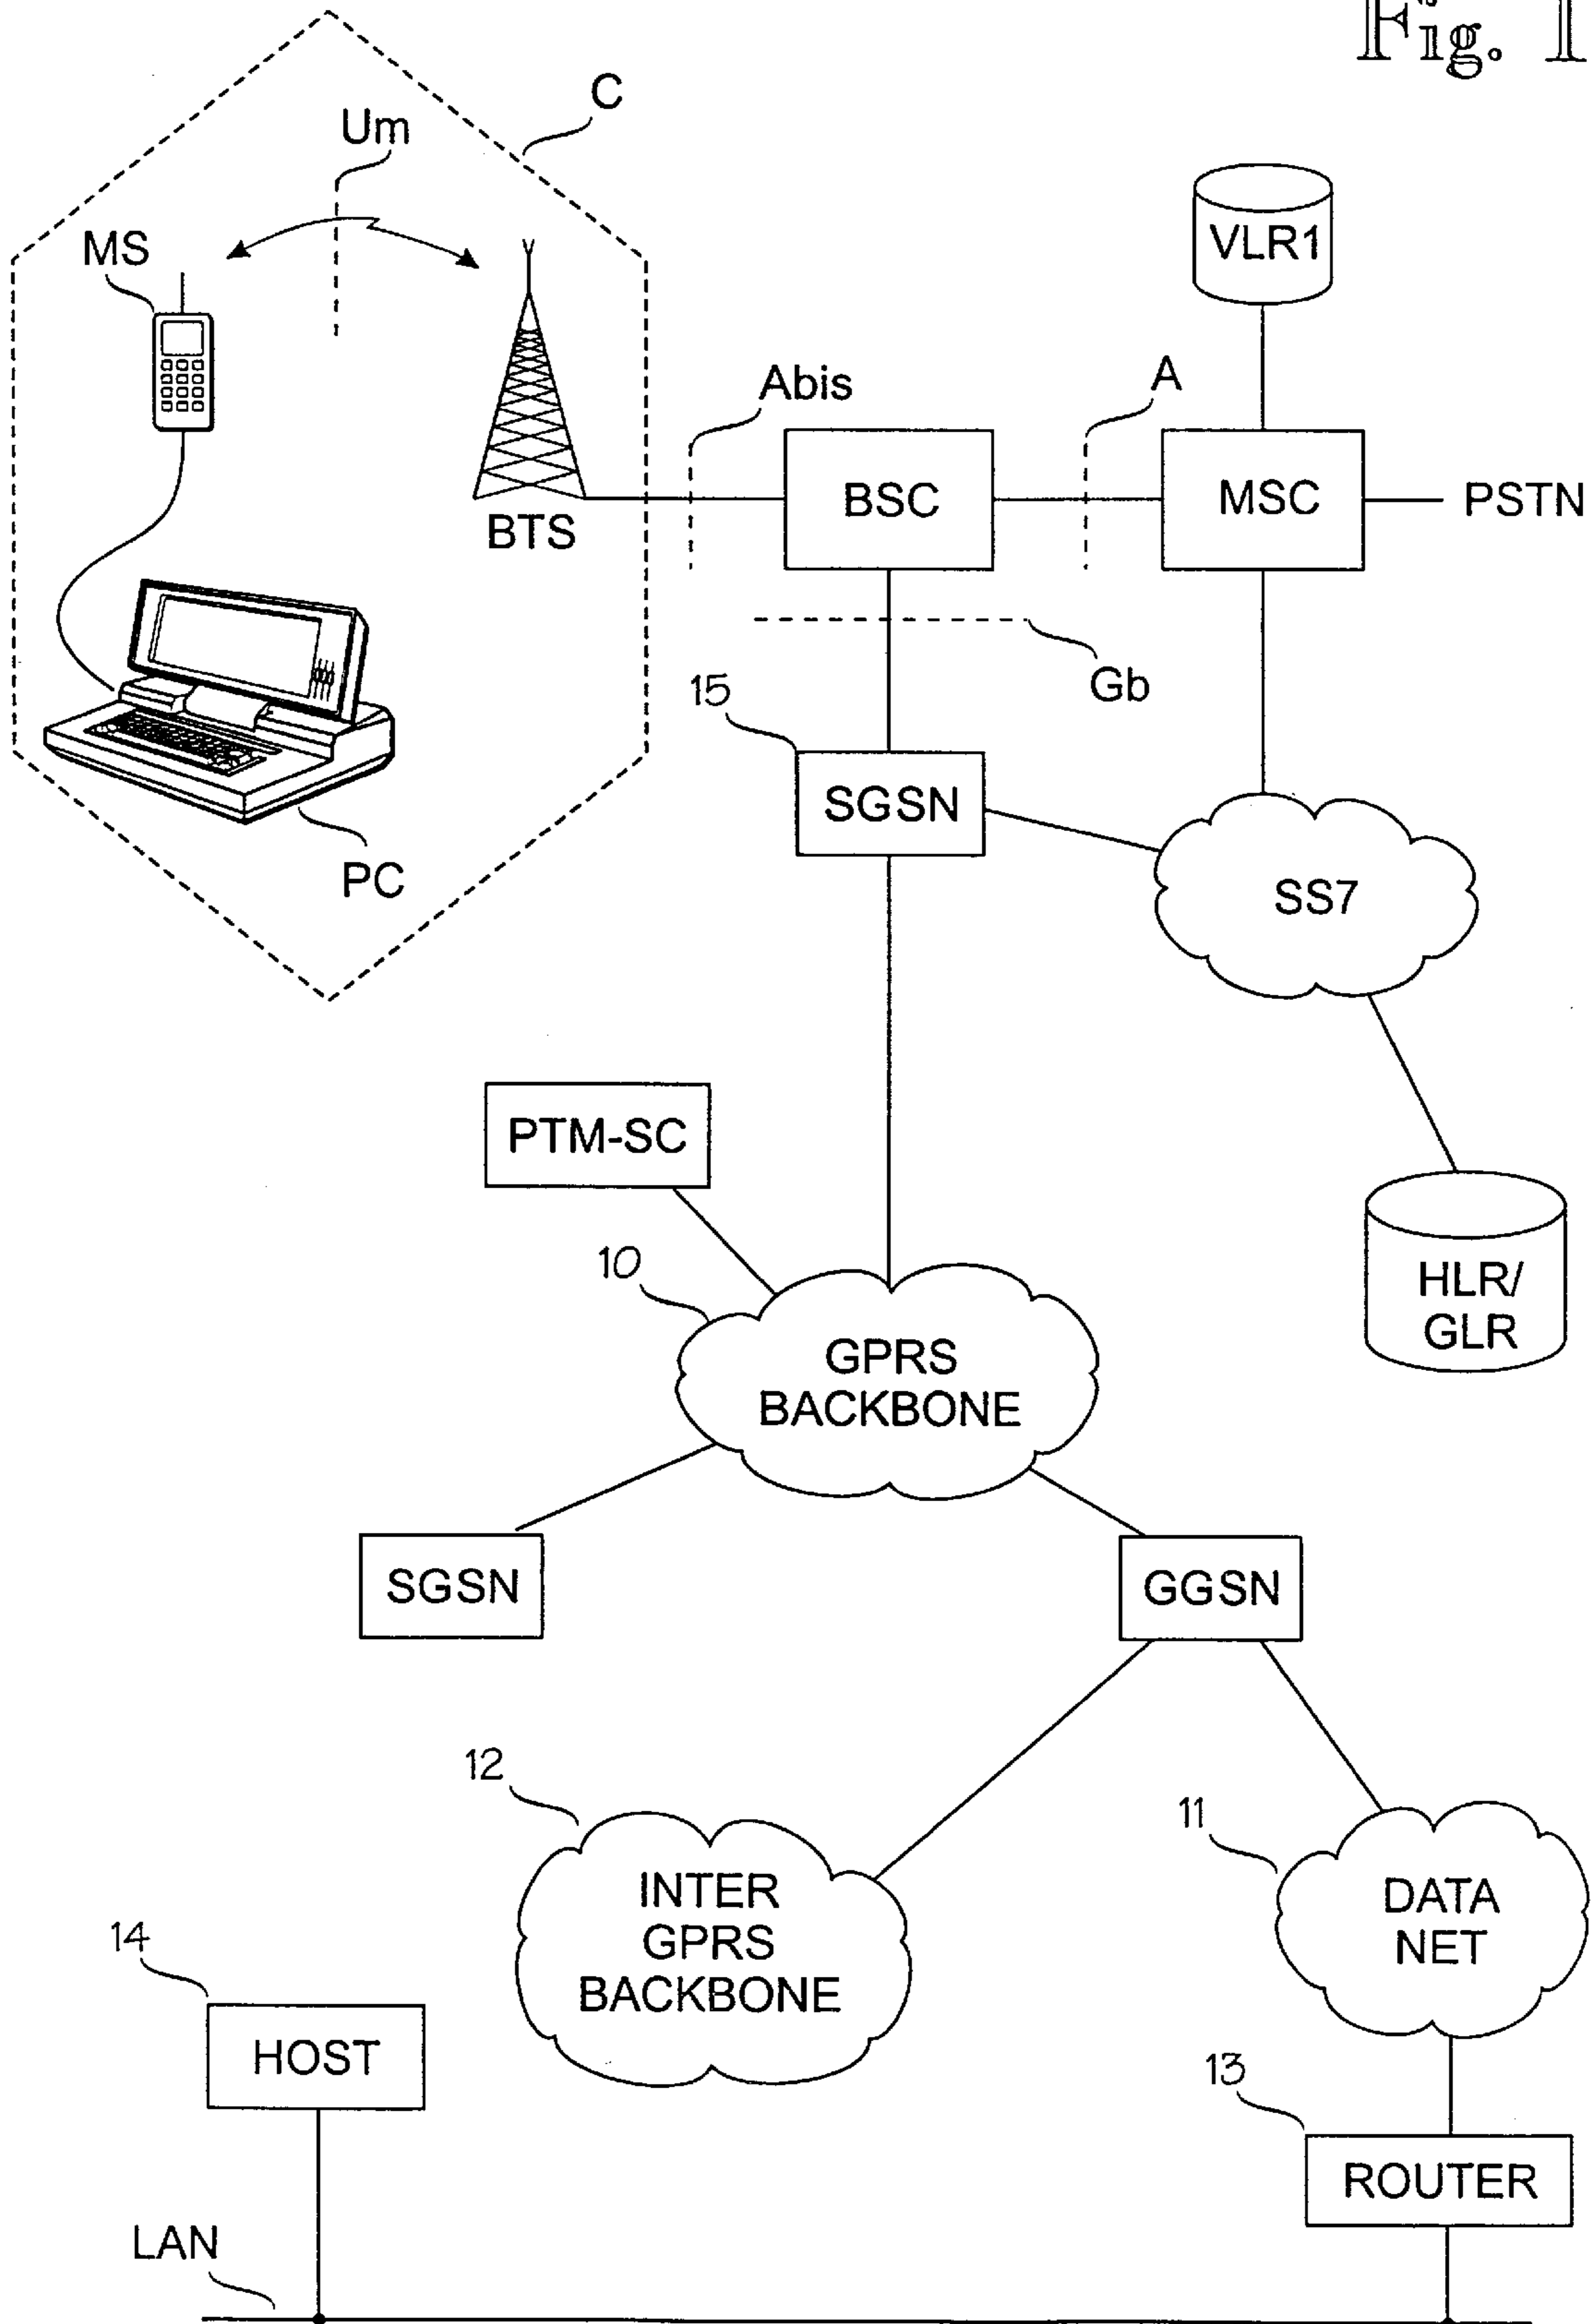 Fig. 1
C
Um
MS
VLR1
Abis
A
BSC
MSC
PSTN
BTS
Gb
15
SGSN
PC
SS7
PTM-SC
10
HLR/
GLR
GPRS
BACKBONE
SGSN
GGSN
12
11
INTER
GPRS
BACKBONE
DATA
NET
14
HOST
13
ROUTER
LAN